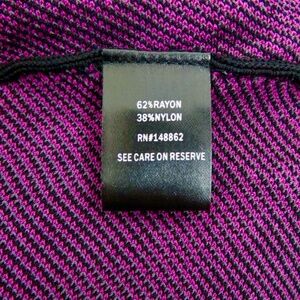 62%RAYON
38%NYLON
RN#148862
SEE CARE ON RESERVE